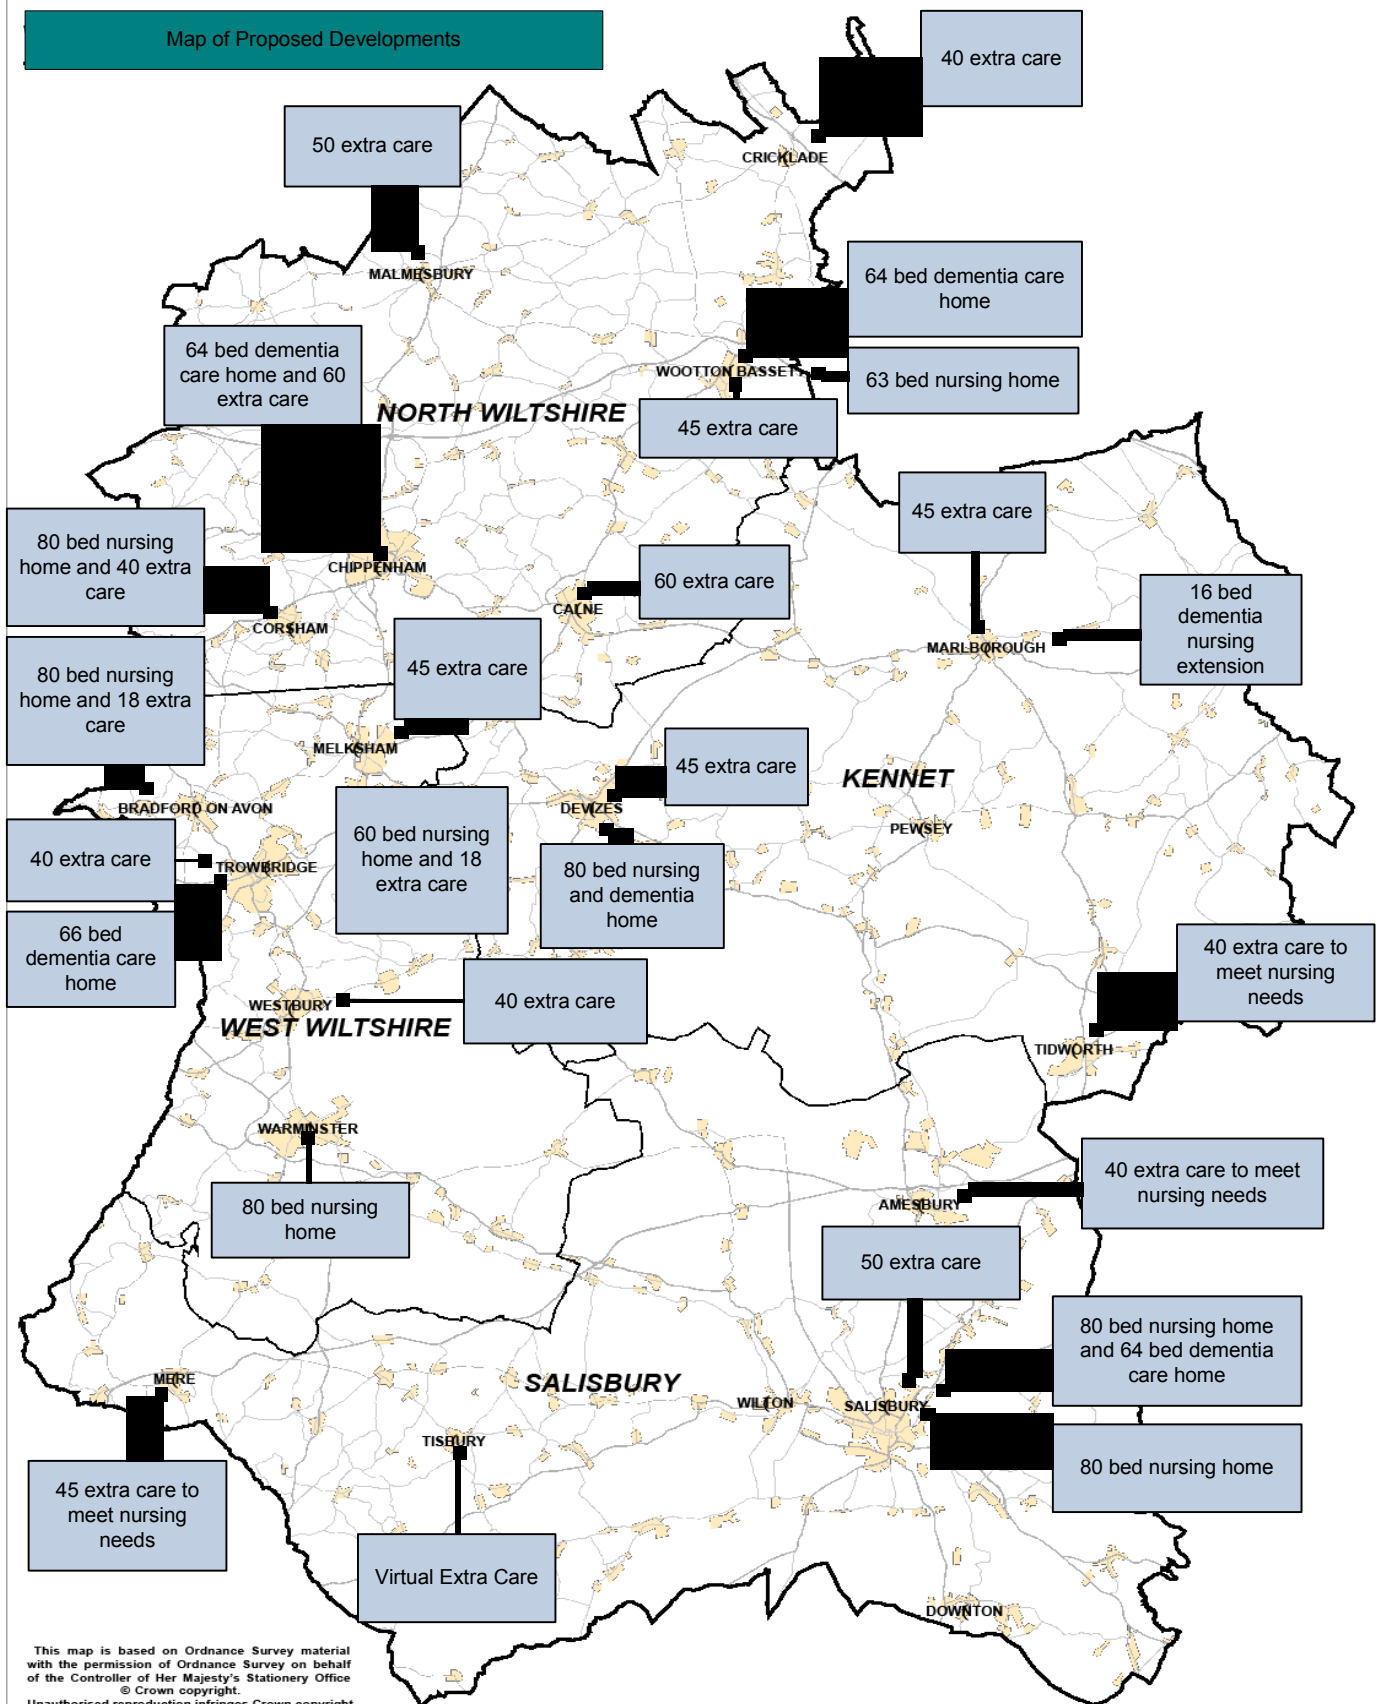 Map of Proposed Developments
40 extra care
50 extra care
CRICKLADE
MALMESBURY
64 bed dementia care
home
64 bed dementia
care home and 60
extra care
WOOTTON BASSETT
63 bed nursing home
NORTH WILTSHIRE
45 extra care
45 extra care
80 bed nursing
home and 40 extra
care
CHIPPENHAM
60 extra care
CALNE
16 bed
dementia
nursing
extension
CORSHAM
MARLBOROUGH
80 bed nursing
home and 18 extra
care
45 extra care
MELKSHAM
45 extra care
KENNET
BRADFORD ON AVON
DEVIZES
PEWSEY
60 bed nursing
home and 18
extra care
40 extra care
TROWBRIDGE
80 bed nursing
and dementia
home
66 bed
dementia care
home
40 extra care to
meet nursing
needs
WESTBURY
40 extra care
WEST WILTSHIRE
TIDWORTH
WARMINSTER
40 extra care to meet
nursing needs
80 bed nursing
home
AMESBURY
50 extra care
80 bed nursing home
and 64 bed dementia
care home
MERE
SALISBURY
WILTON
SALISBURY
TISBURY
80 bed nursing home
45 extra care to
meet nursing
needs
Virtual Extra Care
DOWNTON
This map is based on Ordnance Survey material
with the permission of Ordnance Survey on behalf
of the Controller of Her Majesty's Stationery Office
© Crown copyright.
Unauthorised reproduction infringes Crown copyright